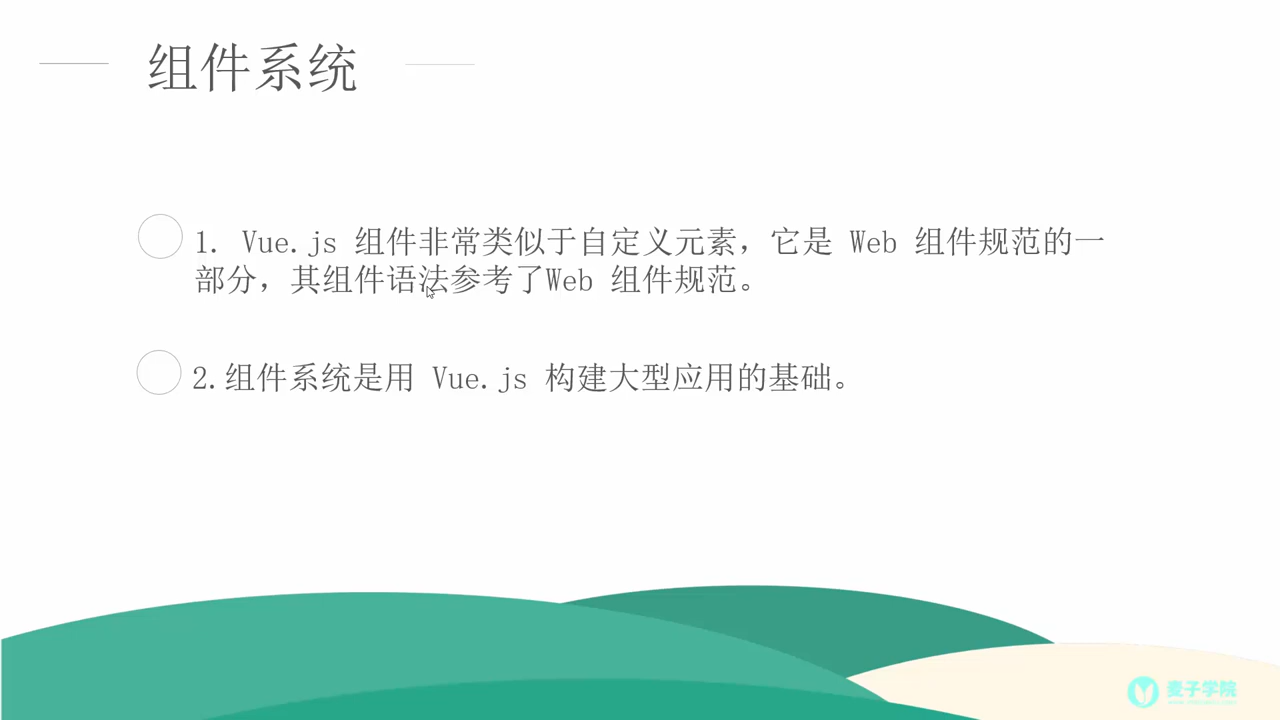 组件系统
1. Vue.js 组件非常类似于自定义元素，它是 Web 组件规范的一
部分，其组件语法参考了Web 组件规范。
2.组件系统是用 Vue.js 构建大型应用的基础。
麦子学院